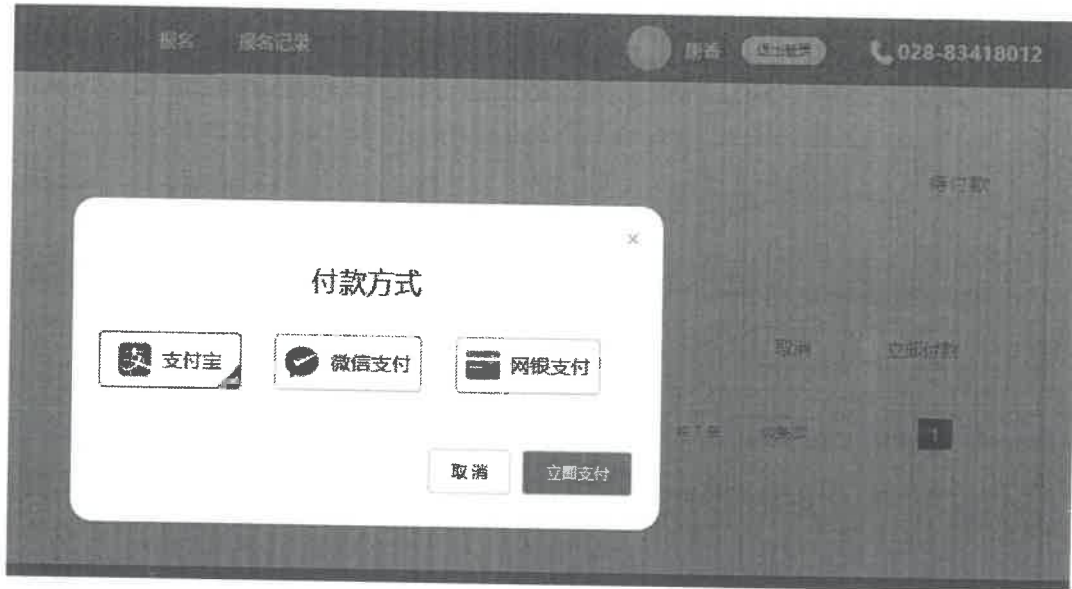 报名 报名记录 退出登录 028-83418012
待付款
×
付款方式
支付宝 微信支付 网银支付
取消 立即付款
取消 立即支付
1